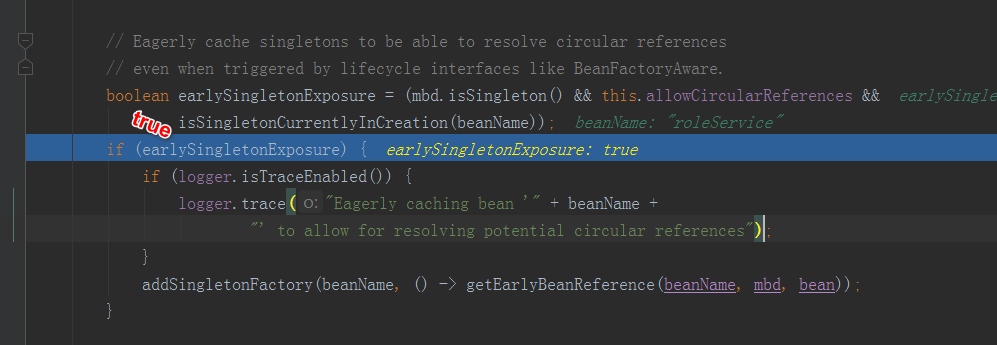 // Eagerly cache singletons to be able to resolve circular references
// even when triggered by lifecycle interfaces like BeanFactoryAware.
boolean earlySingletonExposure = (mbd.isSingleton() && this.allowCircularReferences && earlySingle
true
isSingletonCurrentlyInCreation(beanName)); beanName: "roleService"
if (earlySingletonExposure) { earlySingletonExposure: true
if (logger.isTraceEnabled()) {
logger.trace( o: "Eagerly caching bean '" + beanName +
"' to allow for resolving potential circular references");
}
addSingletonFactory(beanName, () -> getEarlyBeanReference(beanName, mbd, bean));
}